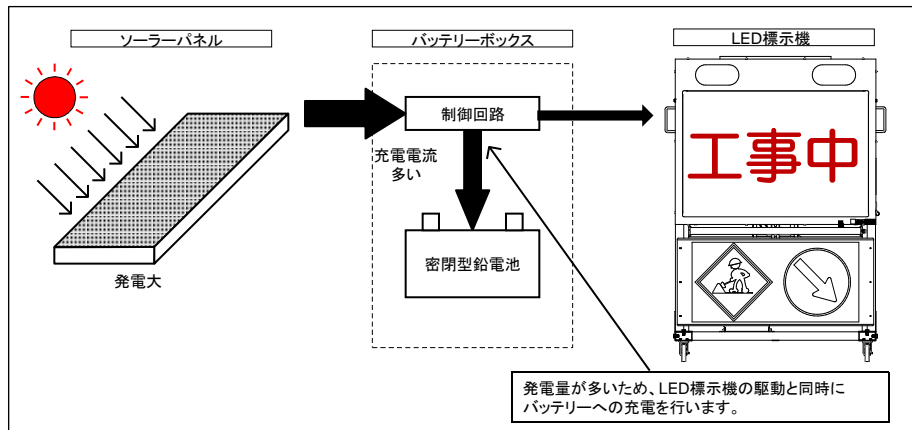 ソーラーパネル
バッテリーボックス
LED標示機
制御回路
工事中
充電電流
多い
密閉型鉛電池
発電大
発電量が多いため、LED標示機の駆動と同時に
バッテリーへの充電を行います。